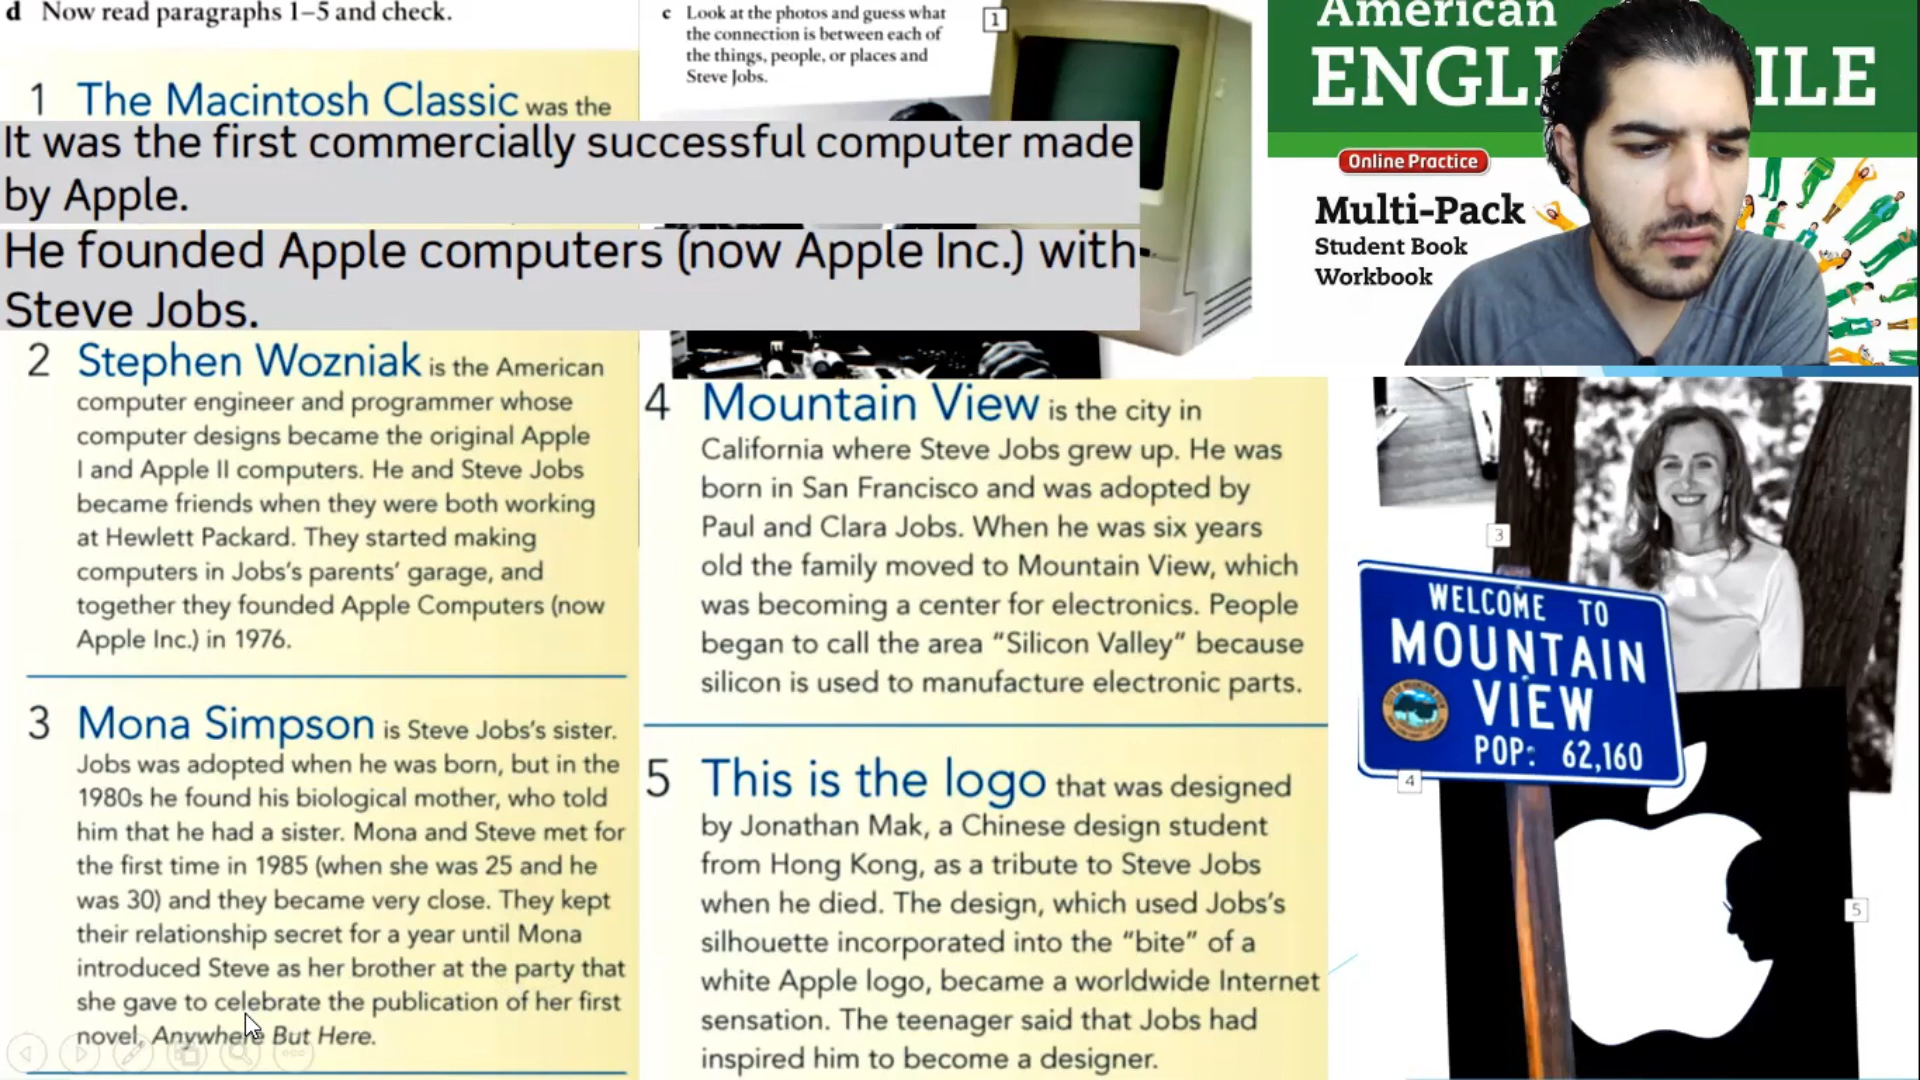 d Now read paragraphs 1–5 and check.
1 The Macintosh Classic was the
It was the first commercially successful computer made
by Apple.
He founded Apple computers (now Apple Inc.) with
Steve Jobs.
2 Stephen Wozniak is the American
computer engineer and programmer whose
computer designs became the original Apple
I and Apple II computers. He and Steve Jobs
became friends when they were both working
at Hewlett Packard. They started making
computers in Jobs's parents' garage, and
together they founded Apple Computers (now
Apple Inc.) in 1976.
3 Mona Simpson is Steve Jobs's sister.
Jobs was adopted when he was born, but in the
1980s he found his biological mother, who told
him that he had a sister. Mona and Steve met for
the first time in 1985 (when she was 25 and he
was 30) and they became very close. They kept
their relationship secret for a year until Mona
introduced Steve as her brother at the party that
she gave to celebrate the publication of her first
novel, Anywhere But Here.
c Look at the photos and guess what
the connection is between each of
the things, people, or places and
Steve Jobs.
1
4 Mountain View is the city in
California where Steve Jobs grew up. He was
born in San Francisco and was adopted by
Paul and Clara Jobs. When he was six years
old the family moved to Mountain View, which
was becoming a center for electronics. People
began to call the area “Silicon Valley” because
silicon is used to manufacture electronic parts.
5 This is the logo that was designed
by Jonathan Mak, a Chinese design student
from Hong Kong, as a tribute to Steve Jobs
when he died. The design, which used Jobs's
silhouette incorporated into the “bite” of a
white Apple logo, became a worldwide Internet
sensation. The teenager said that Jobs had
inspired him to become a designer.
American
ENGL ILE
Online Practice
Multi-Pack
Student Book
Workbook
3
WELCOME TO
MOUNTAIN
VIEW
POP: 62,160
4
5